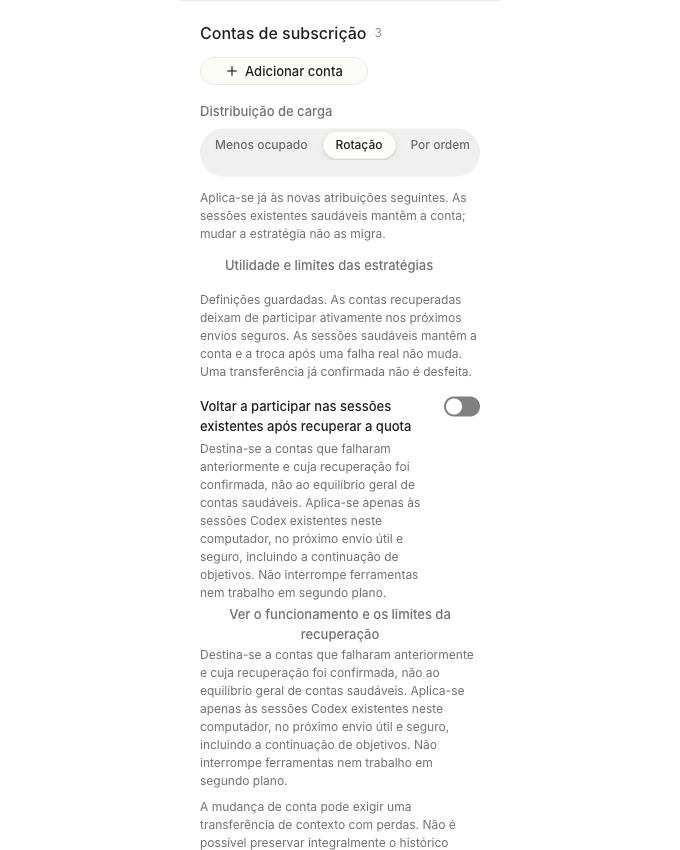 Contas de subscrição 3
+ Adicionar conta
Distribuição de carga
Menos ocupado Rotação Por ordem
Aplica-se já às novas atribuições seguintes. As
sessões existentes saudáveis mantêm a conta;
mudar a estratégia não as migra.
Utilidade e limites das estratégias
Definições guardadas. As contas recuperadas
deixam de participar ativamente nos próximos
envios seguros. As sessões saudáveis mantêm a
conta e a troca após uma falha real não muda.
Uma transferência já confirmada não é desfeita.
Voltar a participar nas sessões
existentes após recuperar a quota
Destina-se a contas que falharam
anteriormente e cuja recuperação foi
confirmada, não ao equilíbrio geral de
contas saudáveis. Aplica-se apenas às
sessões Codex existentes neste
computador, no próximo envio útil e
seguro, incluindo a continuação de
objetivos. Não interrompe ferramentas
nem trabalho em segundo plano.
Ver o funcionamento e os limites da
recuperação
Destina-se a contas que falharam anteriormente
e cuja recuperação foi confirmada, não ao
equilíbrio geral de contas saudáveis. Aplica-se
apenas às sessões Codex existentes neste
computador, no próximo envio útil e seguro,
incluindo a continuação de objetivos. Não
interrompe ferramentas nem trabalho em
segundo plano.
A mudança de conta pode exigir uma
transferência de contexto com perdas. Não é
possível preservar integralmente o histórico